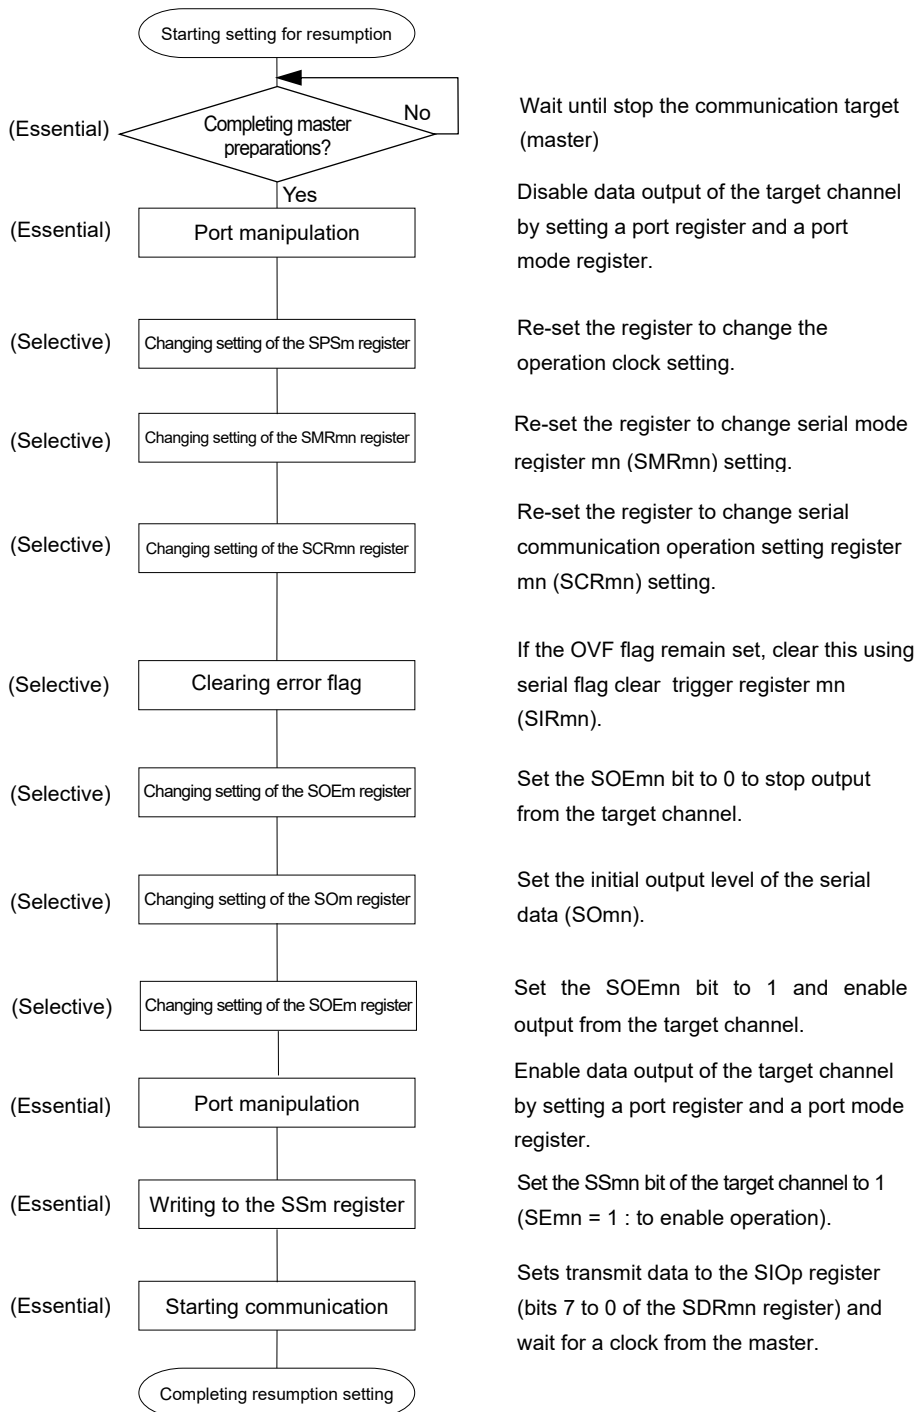 Starting setting for resumption
No
(Essential)
Completing master
preparations?
Wait until stop the communication target
(master)
Yes
(Essential)
Port manipulation
Disable data output of the target channel
by setting a port register and a port
mode register.
(Selective)
Changing setting of the SPSm register
Re-set the register to change the
operation clock setting.
(Selective)
Changing setting of the SMRmn register
Re-set the register to change serial mode
register mn (SMRmn) setting.
(Selective)
Changing setting of the SCRmn register
Re-set the register to change serial
communication operation setting register
mn (SCRmn) setting.
(Selective)
Clearing error flag
If the OVF flag remain set, clear this using
serial flag clear trigger register mn
(SIRmn).
(Selective)
Changing setting of the SOEm register
Set the SOEmn bit to 0 to stop output
from the target channel.
(Selective)
Changing setting of the SOm register
Set the initial output level of the serial
data (SOmn).
(Selective)
Changing setting of the SOEm register
Set the SOEmn bit to 1 and enable
output from the target channel.
(Essential)
Port manipulation
Enable data output of the target channel
by setting a port register and a port mode
register.
(Essential)
Writing to the SSm register
Set the SSmn bit of the target channel to 1
(SEmn = 1 : to enable operation).
(Essential)
Starting communication
Sets transmit data to the SIOp register
(bits 7 to 0 of the SDRmn register) and
wait for a clock from the master.
Completing resumption setting